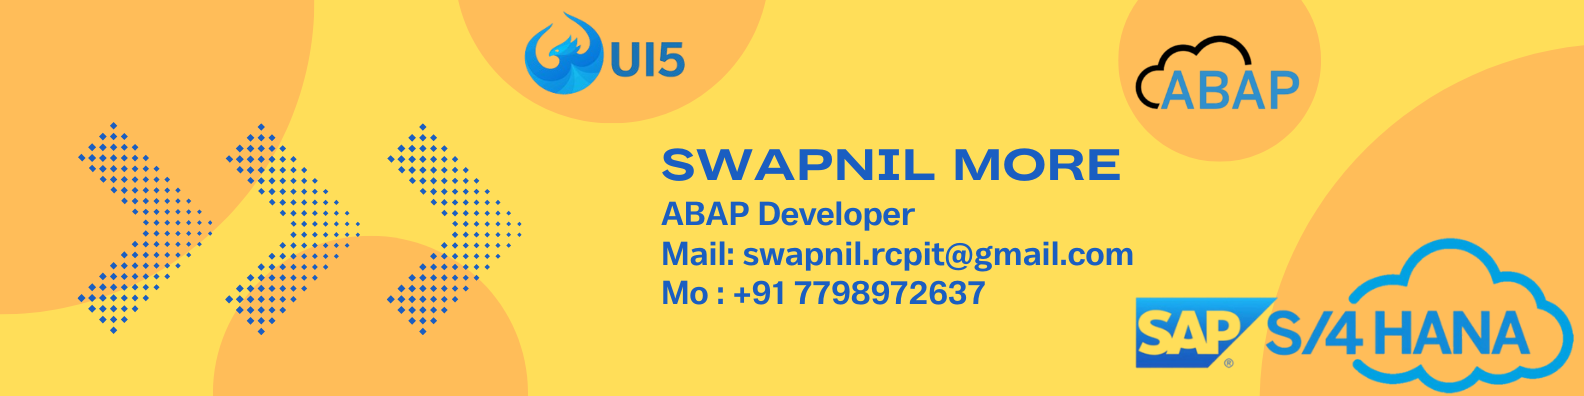 UI5
ABAP
SWAPNIL MORE
ABAP Developer
Mail: swapnil.rcpit@gmail.com
Mo : +91 7798972637
SAP® S/4 HANA